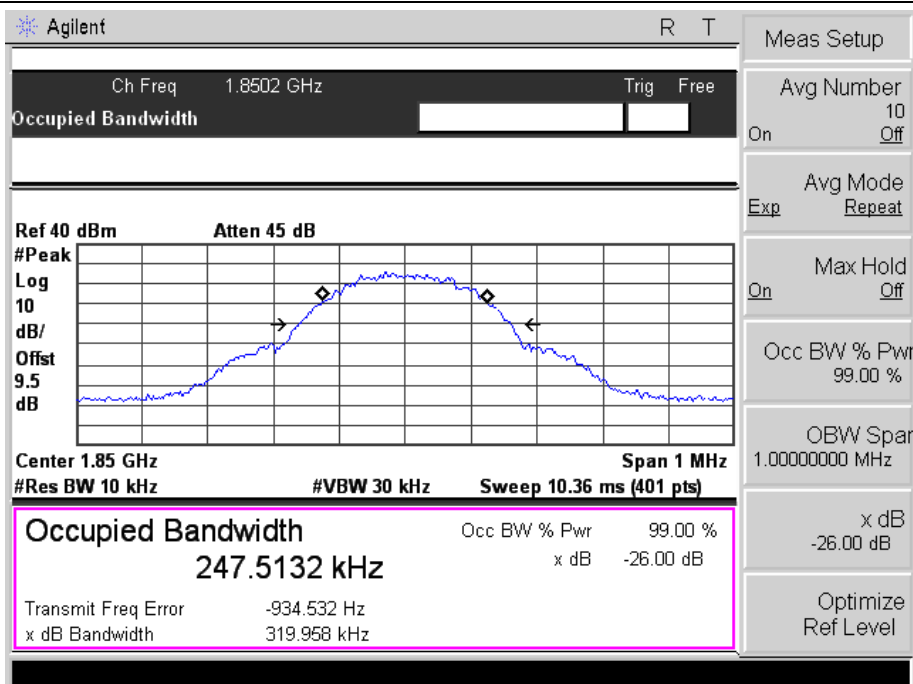 Agilent R T
Ch Freq 1.8502 GHz Trig Free
Occupied Bandwidth
Ref 40 dBm Atten 45 dB
#Peak
Log
10
dB/
Offst
9.5
dB
Center 1.85 GHz Span 1 MHz
#Res BW 10 kHz #VBW 30 kHz Sweep 10.36 ms (401 pts)
Occupied Bandwidth Occ BW % Pwr 99.00 %
247.5132 kHz x dB -26.00 dB
Transmit Freq Error -934.532 Hz
x dB Bandwidth 319.958 kHz
Meas Setup
Avg Number
10
On Off
Avg Mode
Exp Repeat
Max Hold
On Off
Occ BW % Pwr
99.00 %
OBW Span
1.00000000 MHz
x dB
-26.00 dB
Optimize
Ref Level